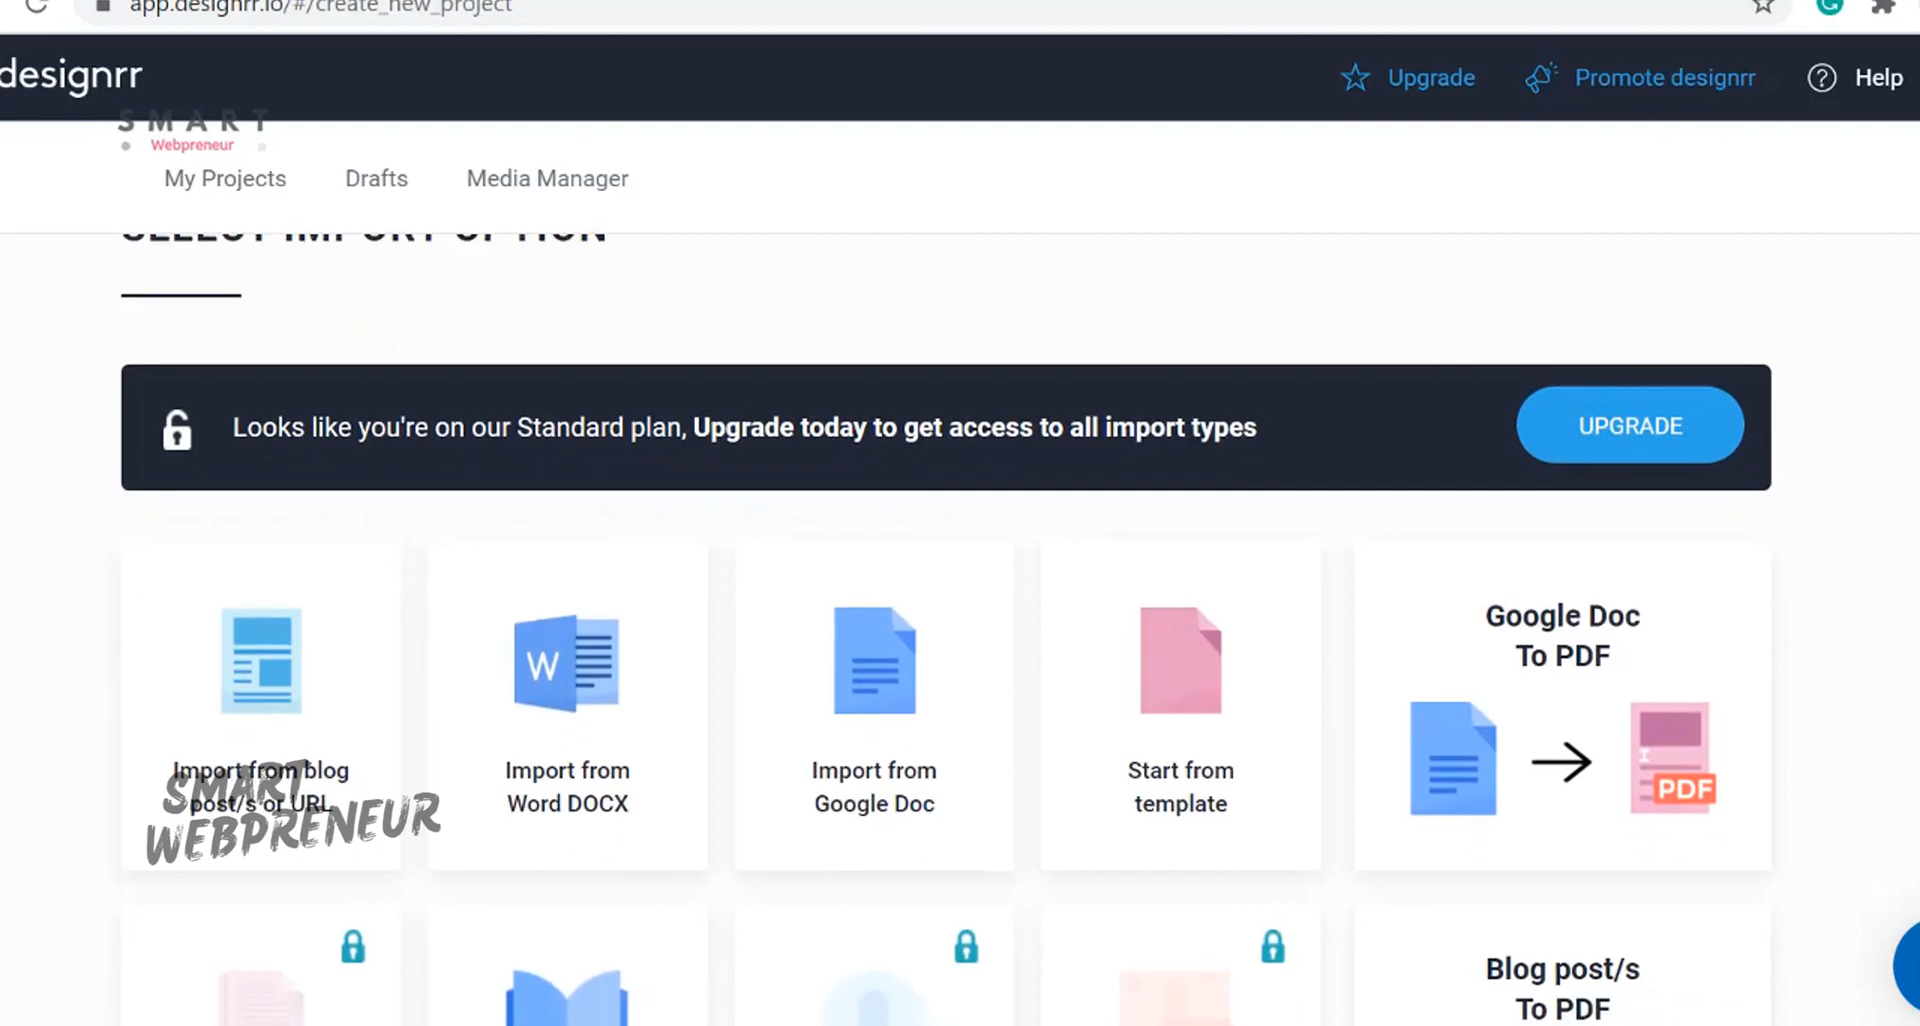 app.designrr.io/#/create_new_project
designrr
Upgrade
Promote designrr
? Help
SMART
Webpreneur
My Projects
Drafts
Media Manager
SELECT IMPORT OPTION
Looks like you're on our Standard plan, Upgrade today to get access to all import types
UPGRADE
Import from blog
post/s or URL
W
Import from
Word DOCX
Import from
Google Doc
Start from
template
Google Doc
To PDF
PDF
SMART
WEBPRENEUR
Blog post/s
To PDF